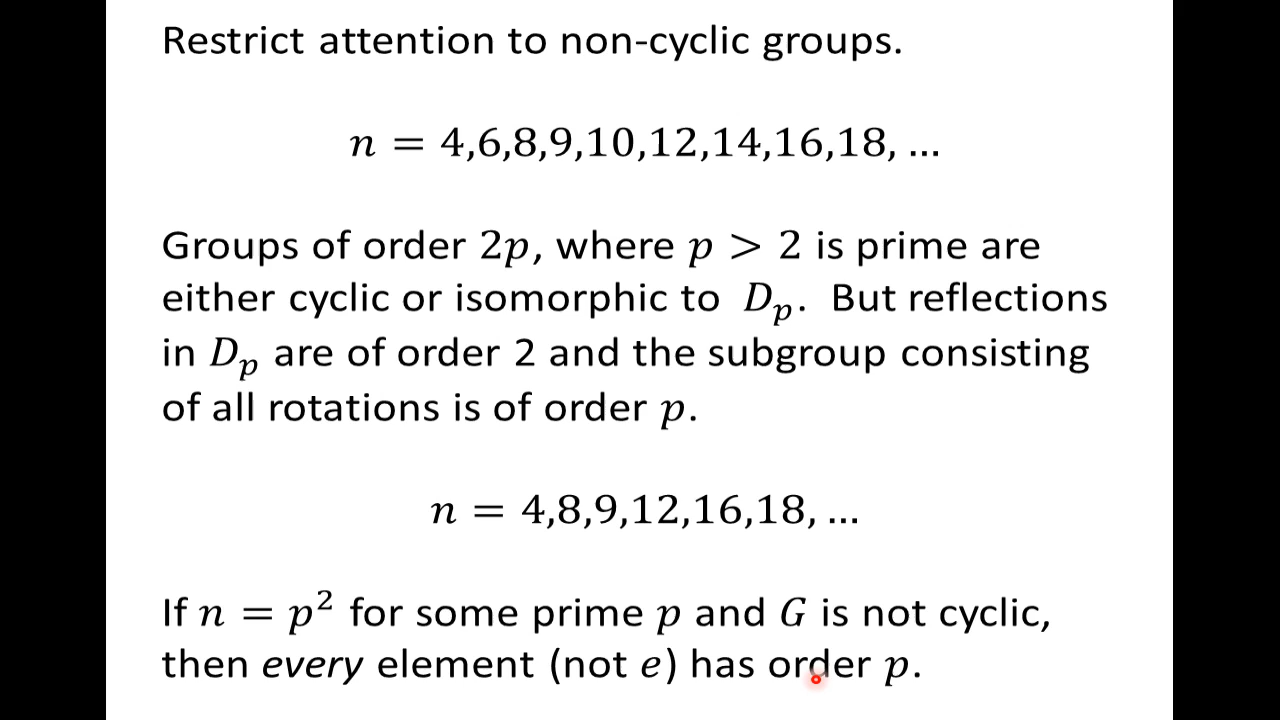 Restrict attention to non-cyclic groups.
𝑛 = 4,6,8,9,10,12,14,16,18, …
Groups of order 2𝑝, where 𝑝 > 2 is prime are
either cyclic or isomorphic to 𝐷ₚ. But reflections
in 𝐷ₚ are of order 2 and the subgroup consisting
of all rotations is of order 𝑝.
𝑛 = 4,8,9,12,16,18, …
If 𝑛 = 𝑝² for some prime 𝑝 and 𝐺 is not cyclic,
then every element (not 𝑒) has order 𝑝.